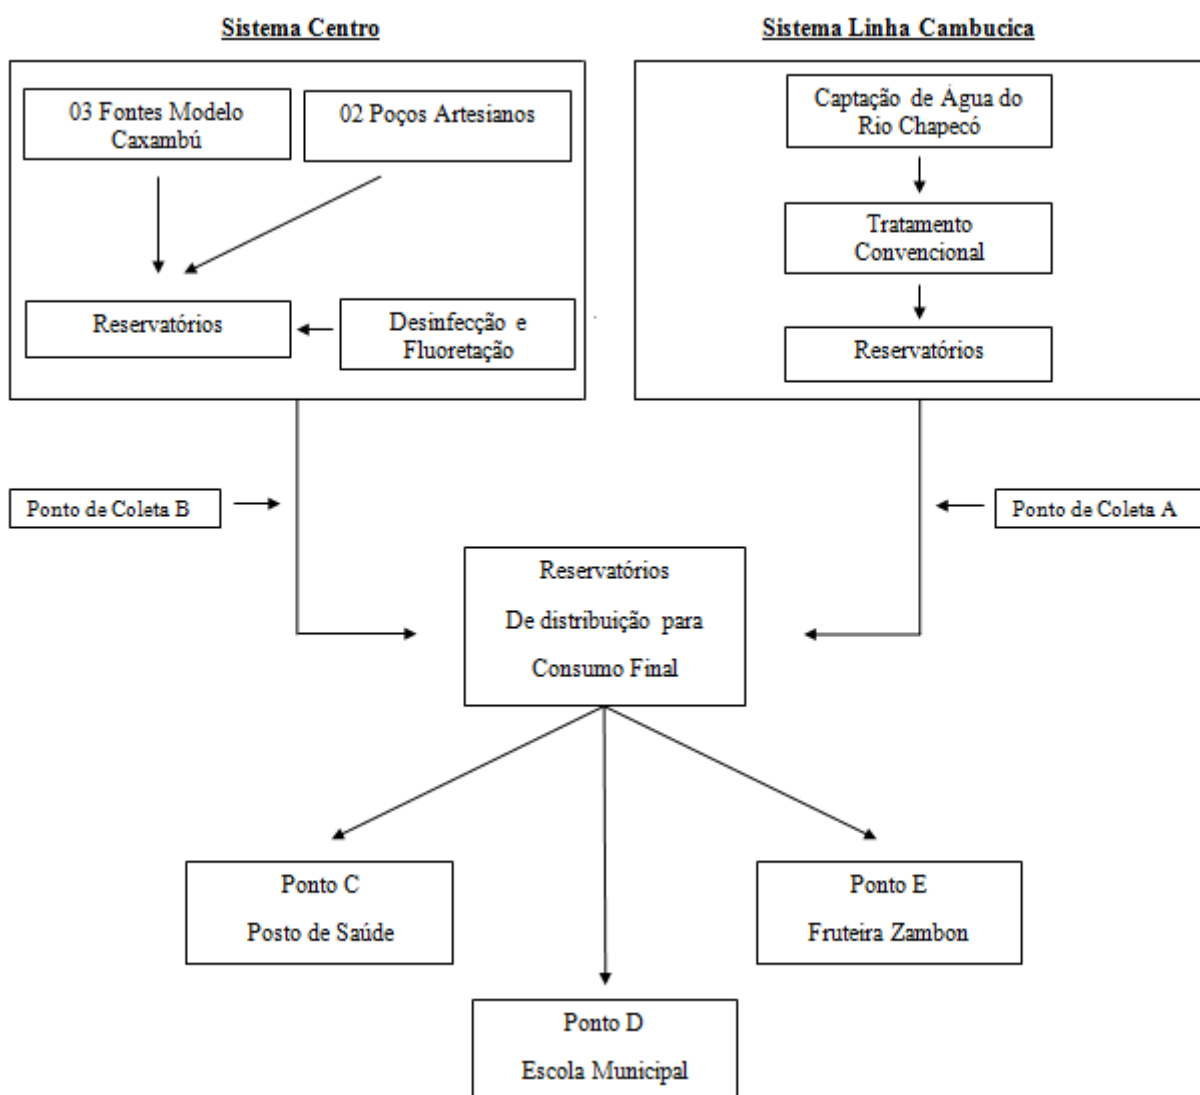 Sistema Centro
03 Fontes Modelo
Caxambú
02 Poços Artesianos
Reservatórios
Desinfecção e
Fluoretação
Sistema Linha Cambucica
Captação de Água do
Rio Chapecó
Tratamento
Convencional
Reservatórios
Ponto de Coleta B
Ponto de Coleta A
Reservatórios
De distribuição para
Consumo Final
Ponto C
Posto de Saúde
Ponto E
Fruteira Zambon
Ponto D
Escola Municipal